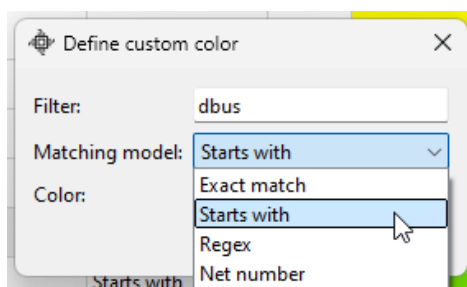 Define custom color
Filter: dbus
Matching model: Starts with
Color:
Exact match
Starts with
Regex
Net number
Starts with